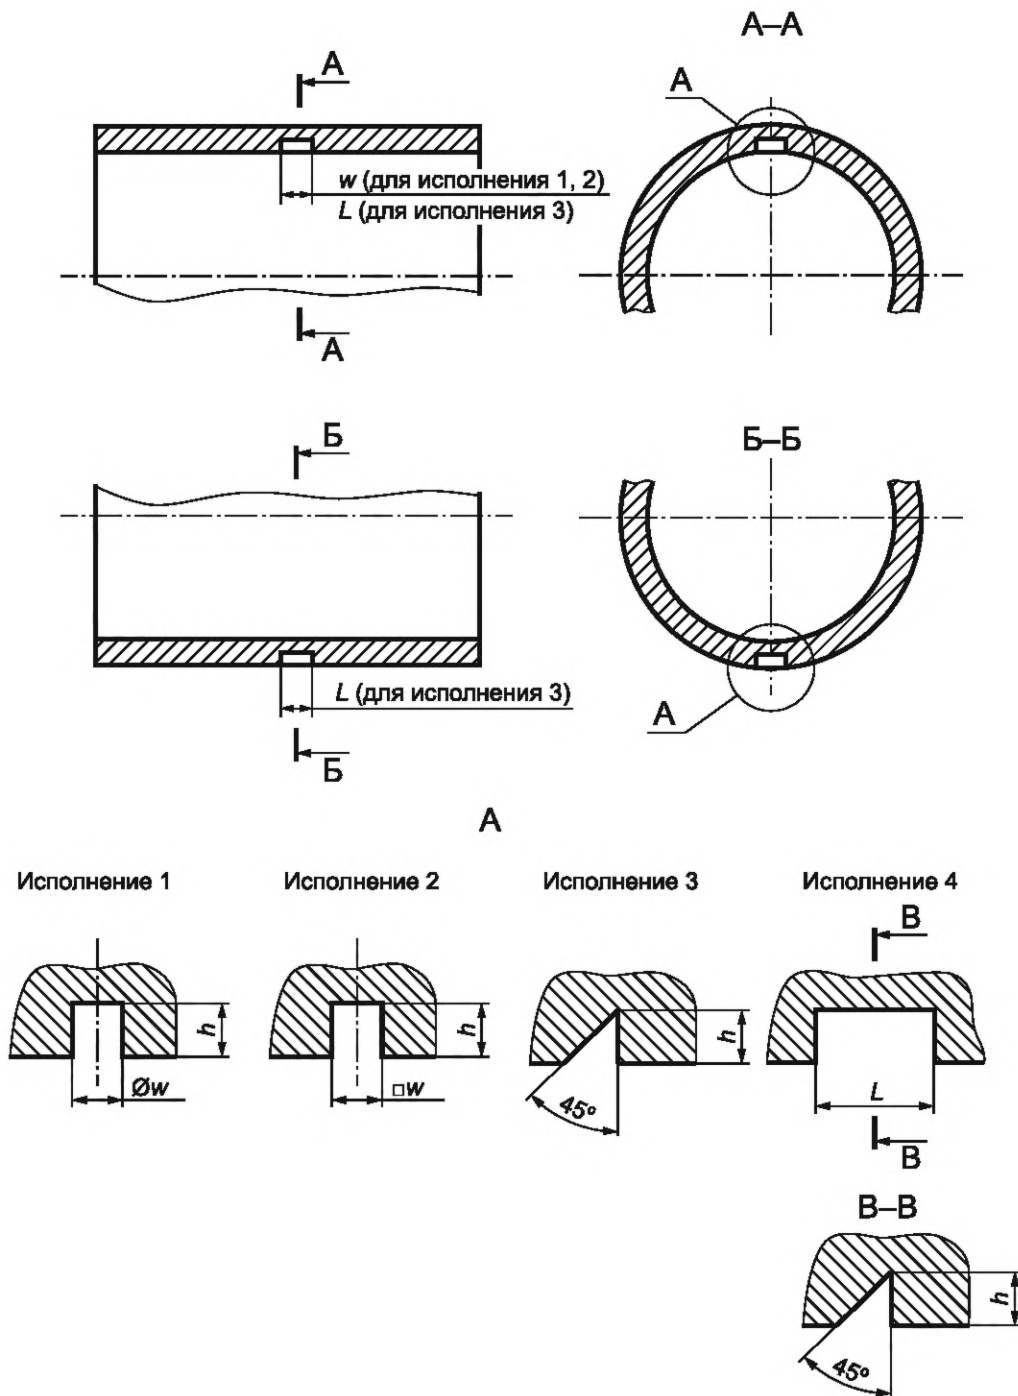 А–А
А
А
w (для исполнения 1, 2)
L (для исполнения 3)
А
Б
Б–Б
L (для исполнения 3)
А
Б
А
Исполнение 1
Исполнение 2
Исполнение 3
Исполнение 4
В
h
h
h
h
Øw
□w
45°
L
В
В–В
h
45°